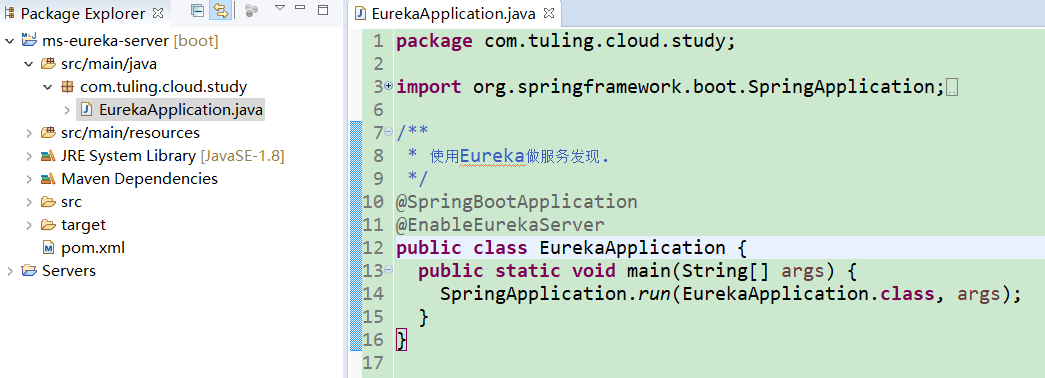 Package Explorer
ms-eureka-server [boot]
src/main/java
com.tuling.cloud.study
EurekaApplication.java
src/main/resources
JRE System Library [JavaSE-1.8]
Maven Dependencies
src
target
pom.xml
Servers
EurekaApplication.java
1 package com.tuling.cloud.study;
2
3 import org.springframework.boot.SpringApplication;
6
7 /**
8 * 使用Eureka做服务发现.
9 */
10 @SpringBootApplication
11 @EnableEurekaServer
12 public class EurekaApplication {
13 public static void main(String[] args) {
14 SpringApplication.run(EurekaApplication.class, args);
15 }
16 }
17